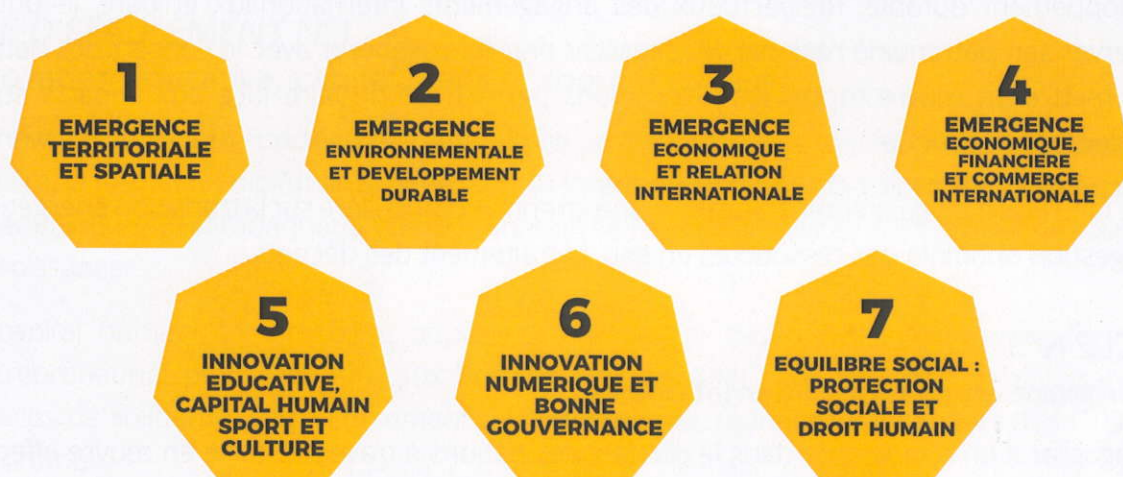 1
EMERGENCE
TERRITORIALE
ET SPATIALE
2
EMERGENCE
ENVIRONNEMENTALE
ET DEVELOPPEMENT
DURABLE
3
EMERGENCE
ECONOMIQUE
ET RELATION
INTERNATIONALE
4
EMERGENCE
ECONOMIQUE,
FINANCIERE
ET COMMERCE
INTERNATIONALE
5
INNOVATION
EDUCATIVE,
CAPITAL HUMAIN
SPORT ET
CULTURE
6
INNOVATION
NUMERIQUE ET
BONNE
GOUVERNANCE
7
EQUILIBRE SOCIAL :
PROTECTION
SOCIALE ET
DROIT HUMAIN